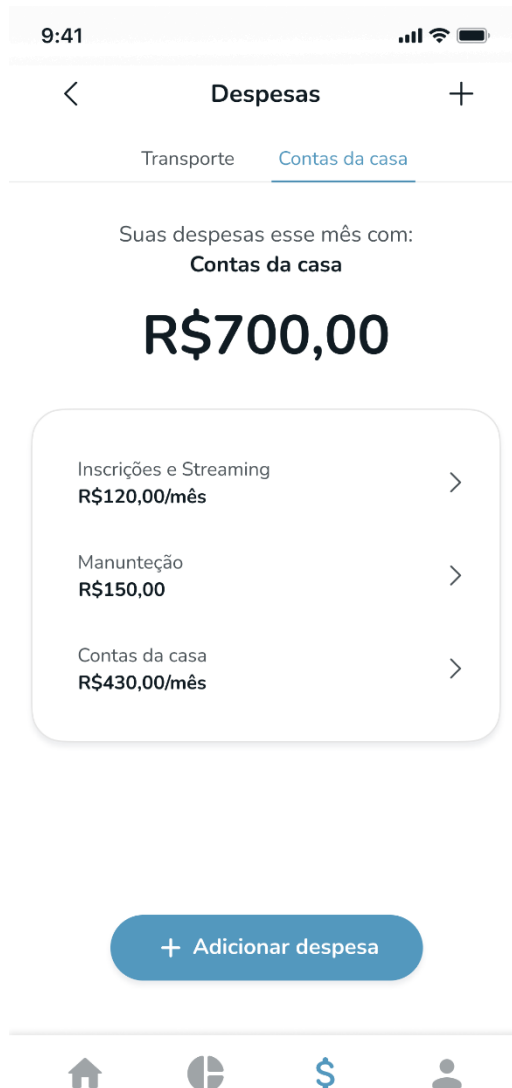 9:41
Despesas
Transporte Contas da casa
Suas despesas esse mês com:
Contas da casa
R$700,00
Inscrições e Streaming
R$120,00/mês
Manunteção
R$150,00
Contas da casa
R$430,00/mês
+ Adicionar despesa
$